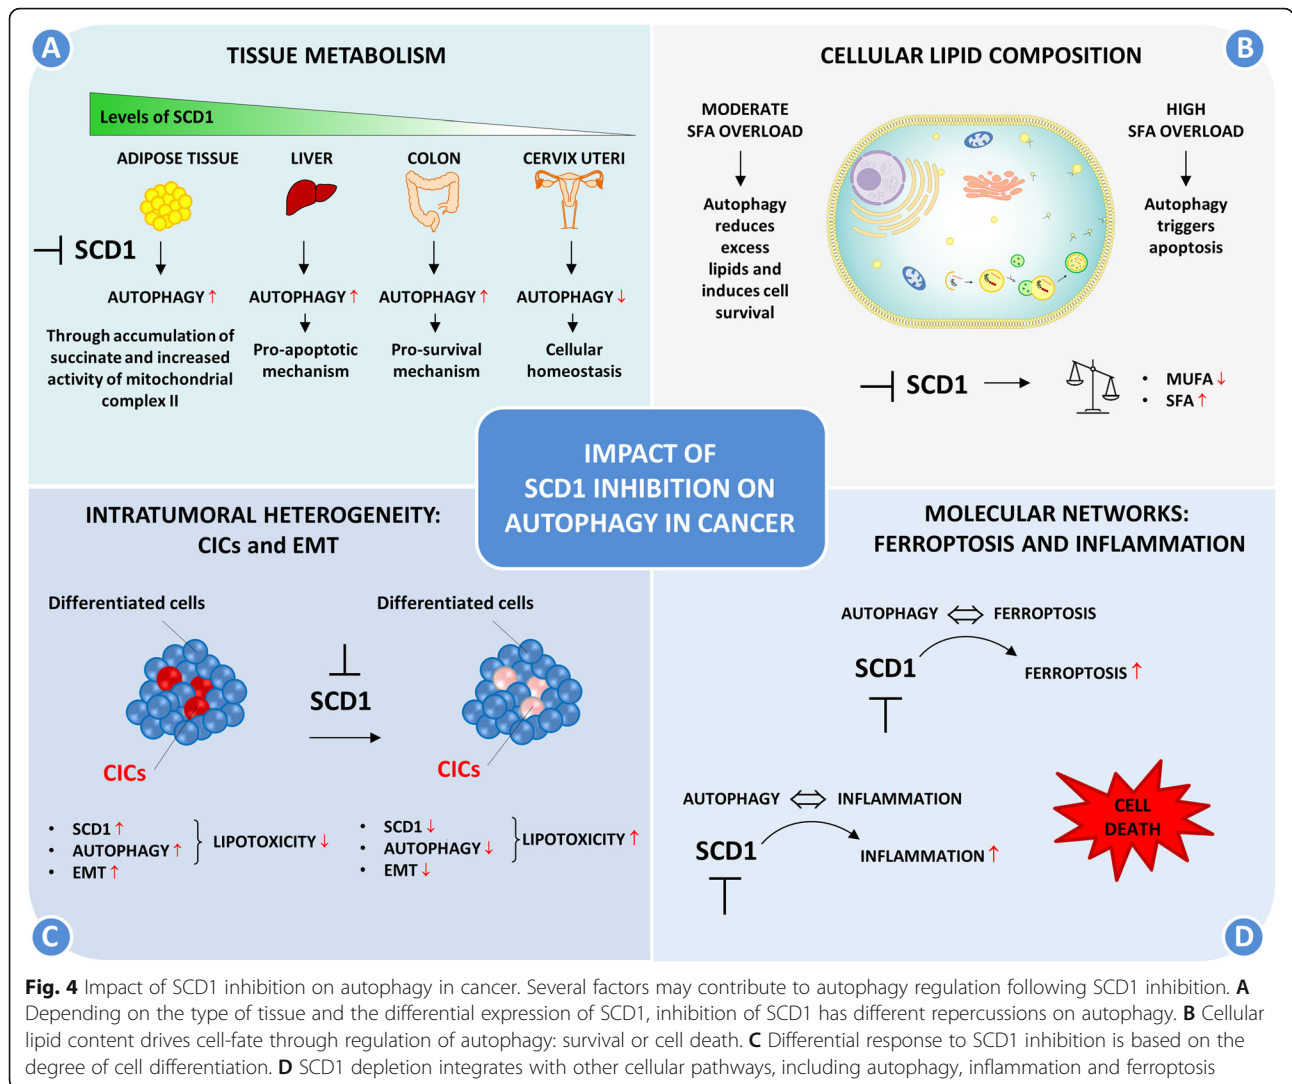 A
TISSUE METABOLISM
Levels of SCD1
ADIPOSE TISSUE
LIVER
COLON
CERVIX UTERI
SCD1
AUTOPHAGY ↑
AUTOPHAGY ↑
AUTOPHAGY ↑
AUTOPHAGY ↓
Through accumulation of
succinate and increased
activity of mitochondrial
complex II
Pro-apoptotic
mechanism
Pro-survival
mechanism
Cellular
homeostasis
B
CELLULAR LIPID COMPOSITION
MODERATE
SFA OVERLOAD
Autophagy
reduces
excess
lipids and
induces cell
survival
HIGH
SFA OVERLOAD
Autophagy
triggers
apoptosis
SCD1
• MUFA ↓
• SFA ↑
IMPACT OF
SCD1 INHIBITION ON
AUTOPHAGY IN CANCER
INTRATUMORAL HETEROGENEITY:
CICs and EMT
Differentiated cells
Differentiated cells
SCD1
CICs
CICs
• SCD1 ↑
• AUTOPHAGY ↑
• EMT ↑
LIPOTOXICITY ↓
• SCD1 ↓
• AUTOPHAGY ↓
• EMT ↓
LIPOTOXICITY ↑
C
MOLECULAR NETWORKS:
FERROPTOSIS AND INFLAMMATION
AUTOPHAGY ⇔ FERROPTOSIS
SCD1
FERROPTOSIS ↑
AUTOPHAGY ⇔ INFLAMMATION
SCD1
INFLAMMATION ↑
CELL
DEATH
D
Fig. 4 Impact of SCD1 inhibition on autophagy in cancer. Several factors may contribute to autophagy regulation following SCD1 inhibition. A
Depending on the type of tissue and the differential expression of SCD1, inhibition of SCD1 has different repercussions on autophagy. B Cellular
lipid content drives cell-fate through regulation of autophagy: survival or cell death. C Differential response to SCD1 inhibition is based on the
degree of cell differentiation. D SCD1 depletion integrates with other cellular pathways, including autophagy, inflammation and ferroptosis